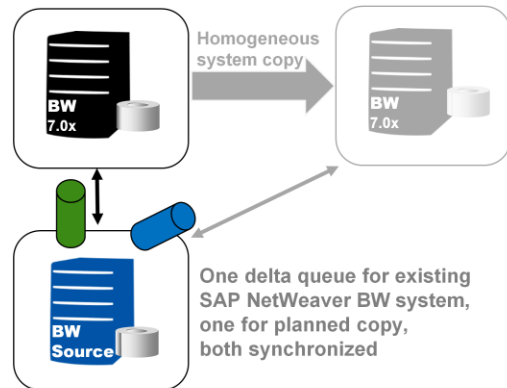 Homogeneous
system copy
BW
7.0x
BW
7.0x
One delta queue for existing
SAP NetWeaver BW system,
one for planned copy,
both synchronized
BW
Source